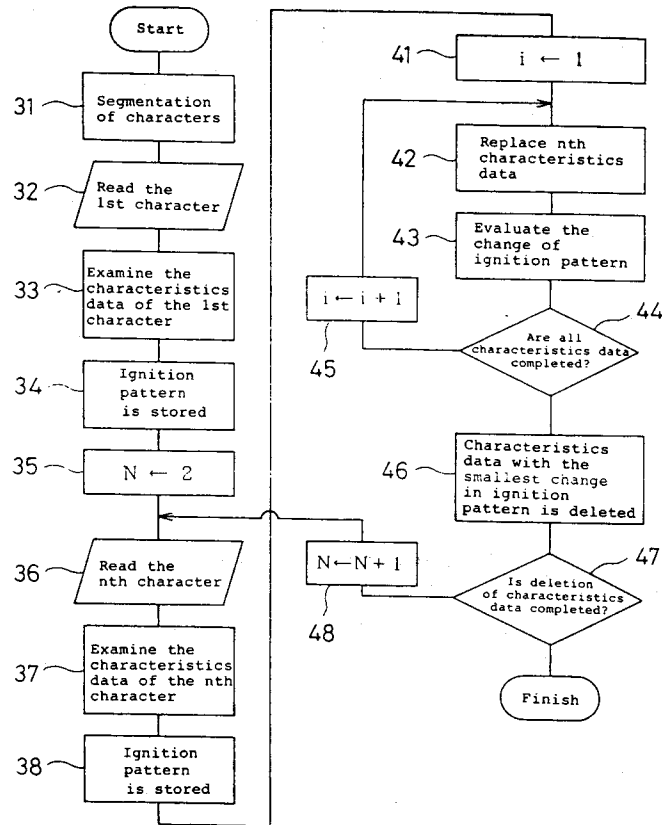 Start
31
Segmentation
of characters
32
Read the
1st character
33
Examine the
characteristics
data of the 1st
character
34
Ignition
pattern
is stored
35
N ← 2
36
Read the
nth character
37
Examine the
characteristics
data of the nth
character
38
Ignition
pattern
is stored
41
i ← 1
42
Replace nth
characteristics
data
43
Evaluate the
change of
ignition pattern
i ← i + 1
45
44
Are all
characteristics data
completed?
46
Characteristics
data with the
smallest change
in ignition
pattern is deleted
N←N+1
48
47
Is deletion
of characteristics
data completed?
Finish